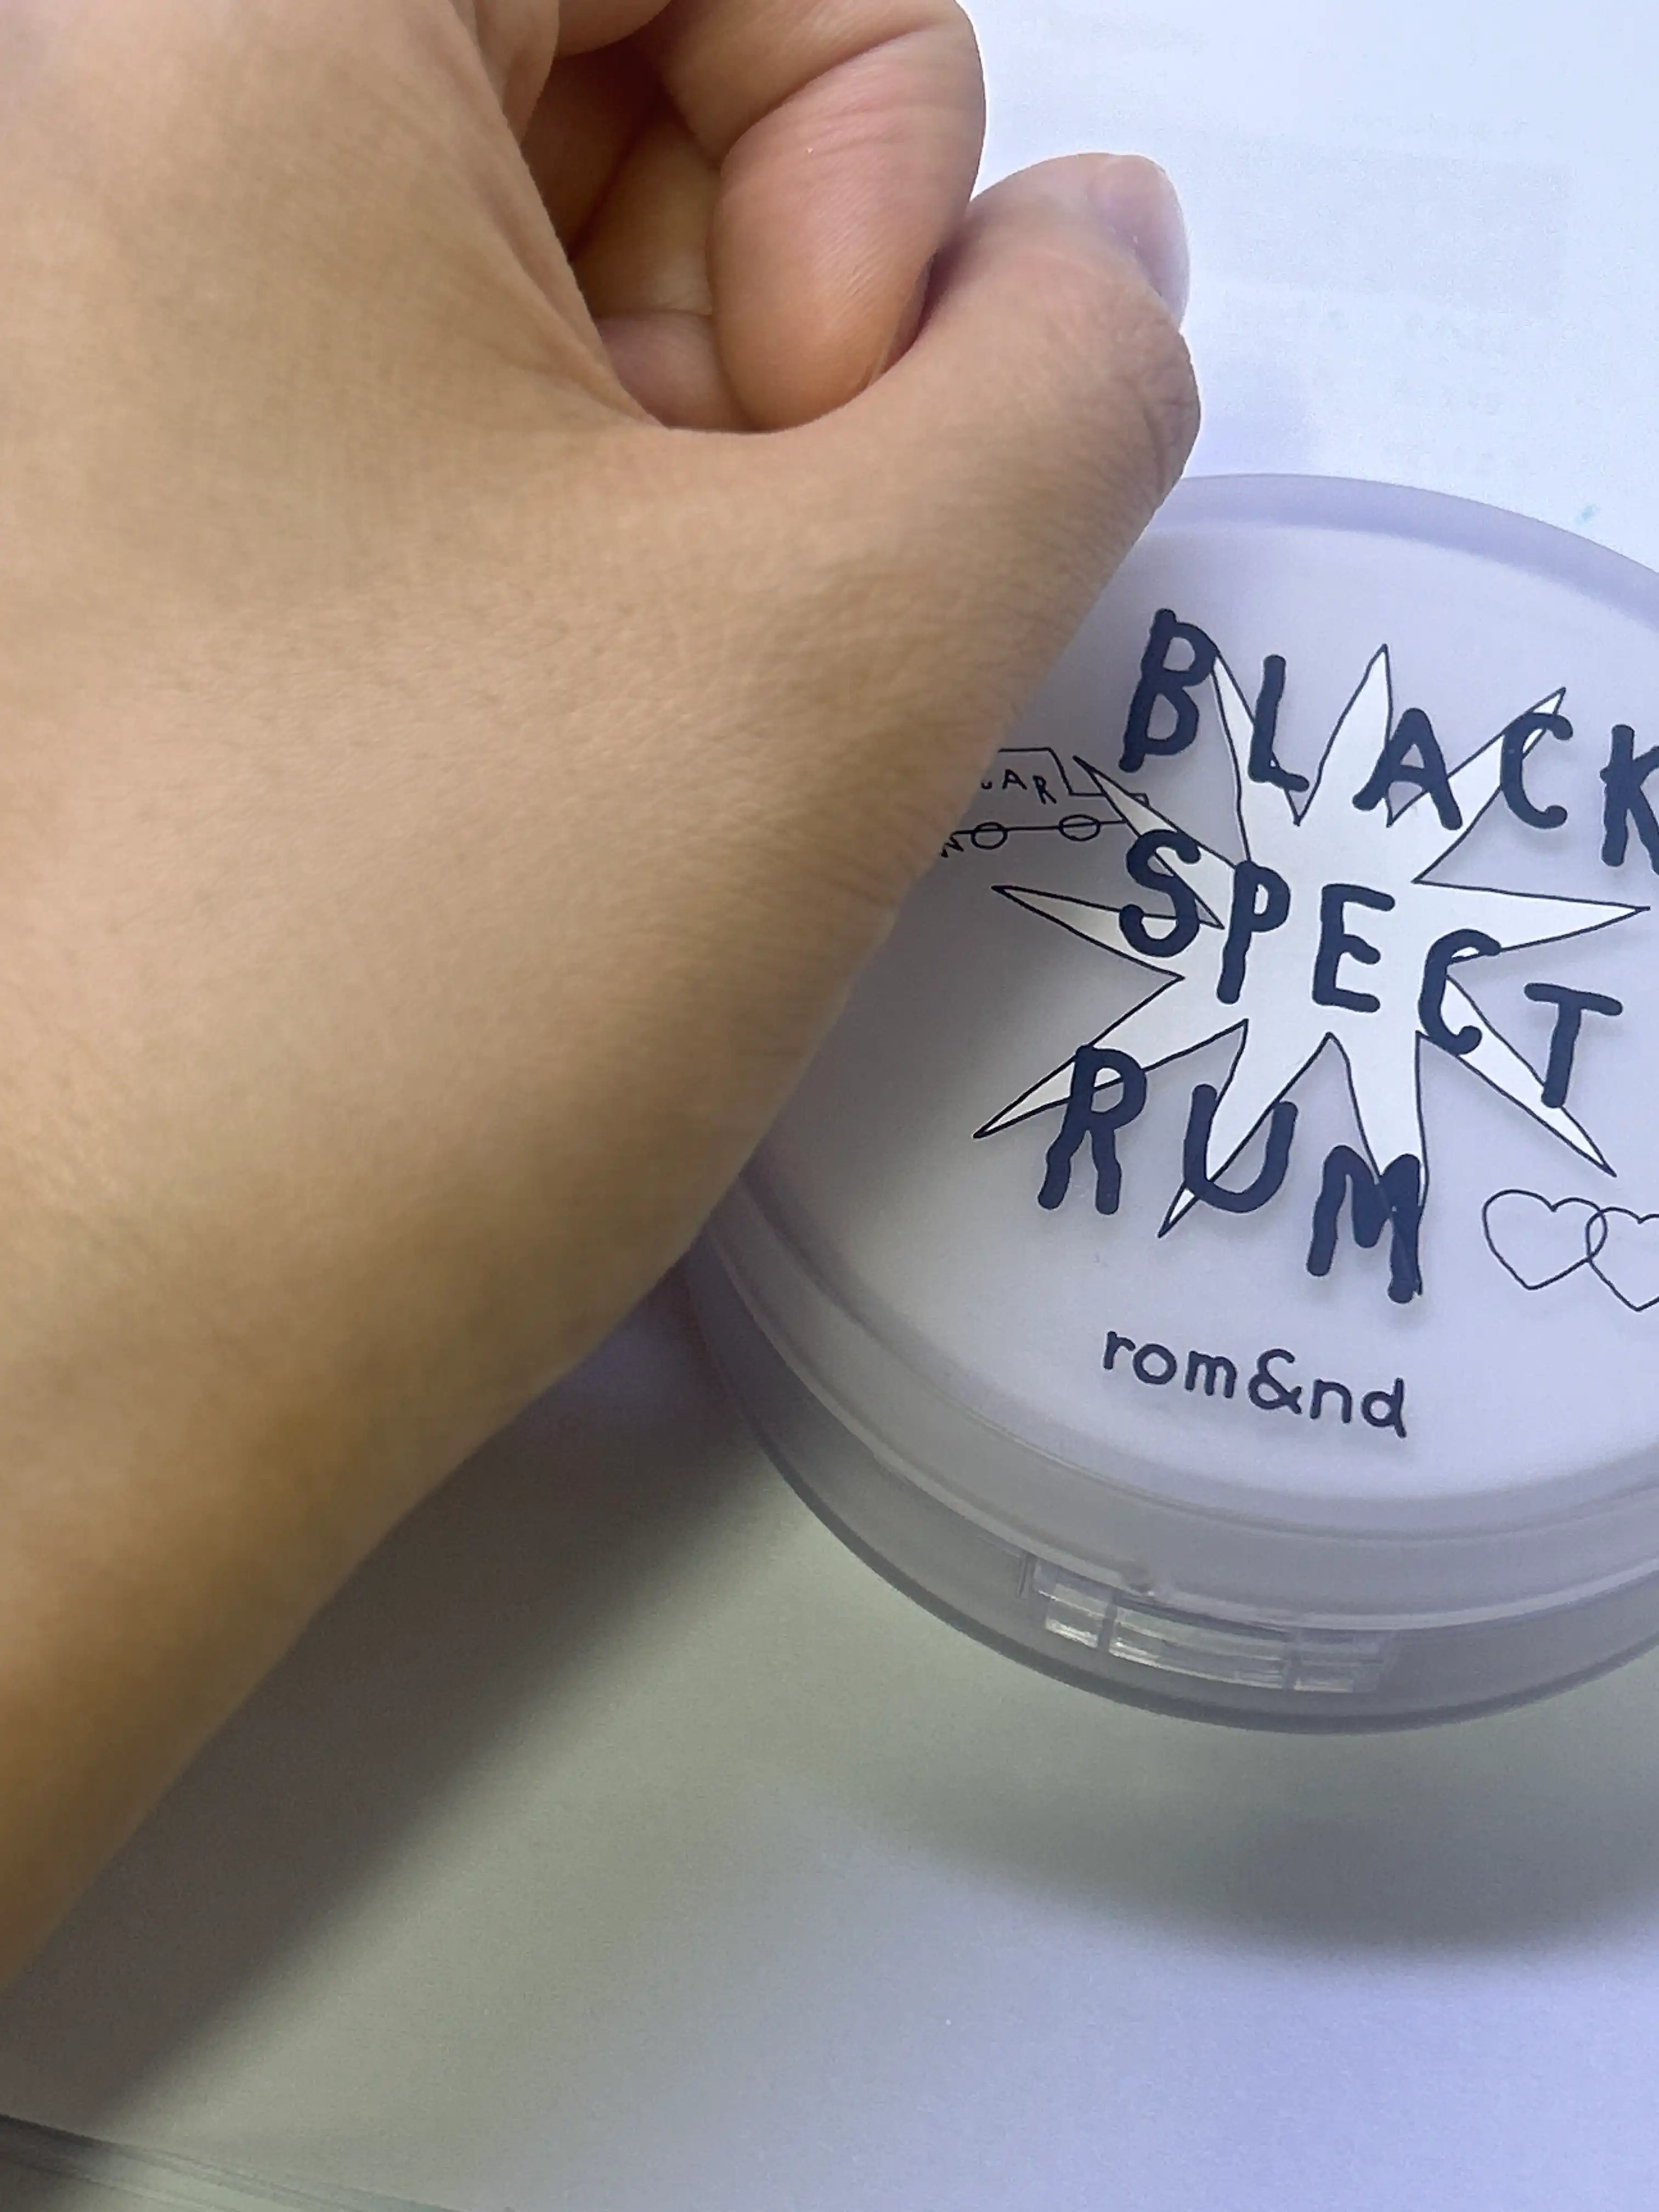 BLACK
SPECT
RUM
rom&nd